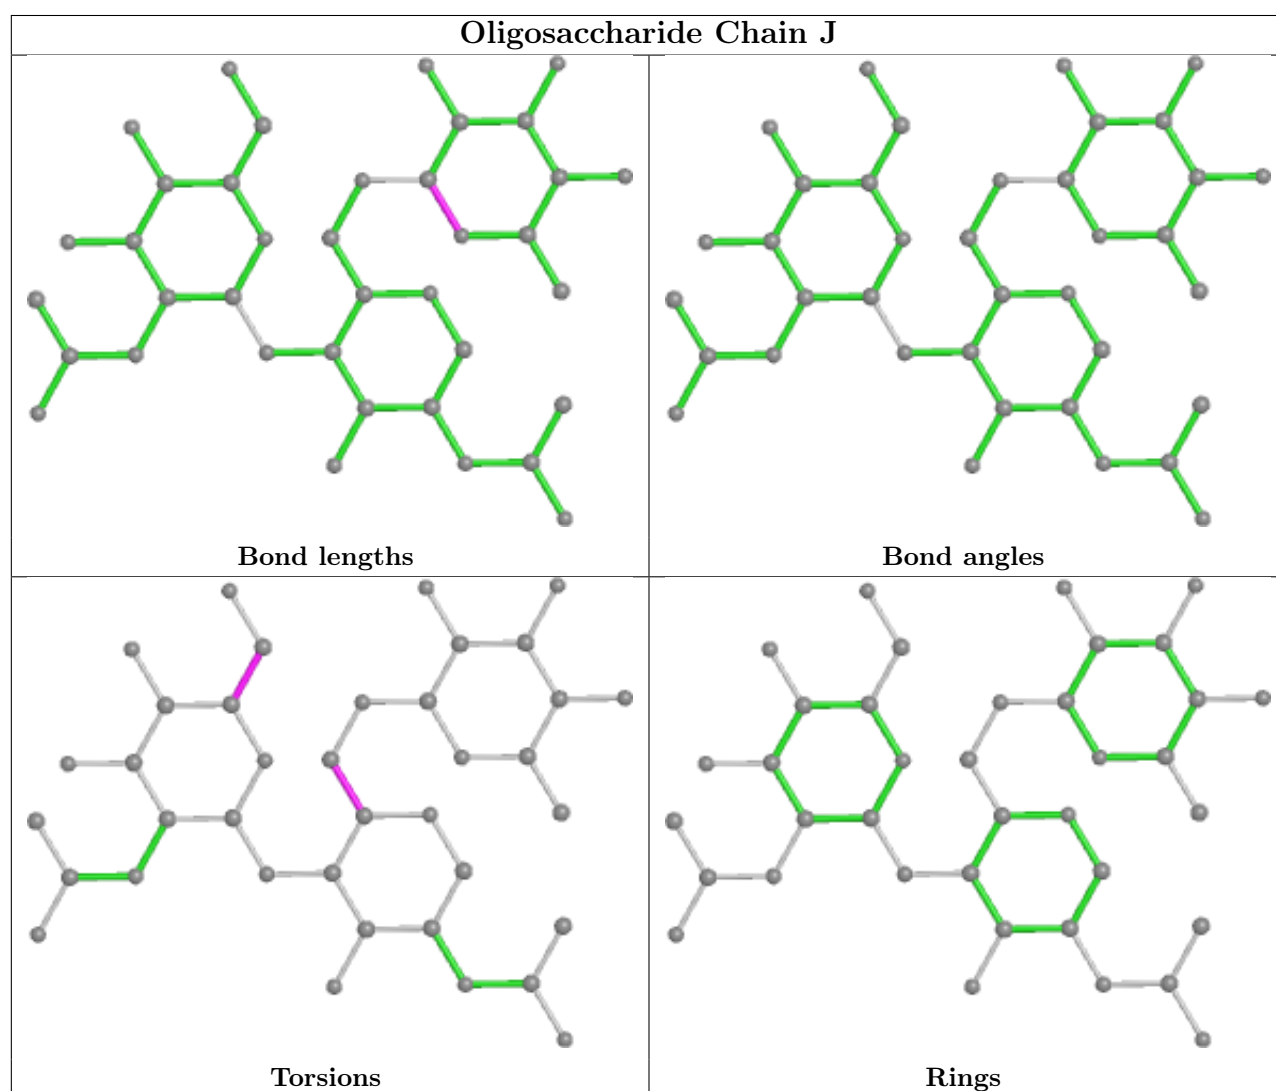 Oligosaccharide Chain J
Bond lengths
Bond angles
Torsions
Rings